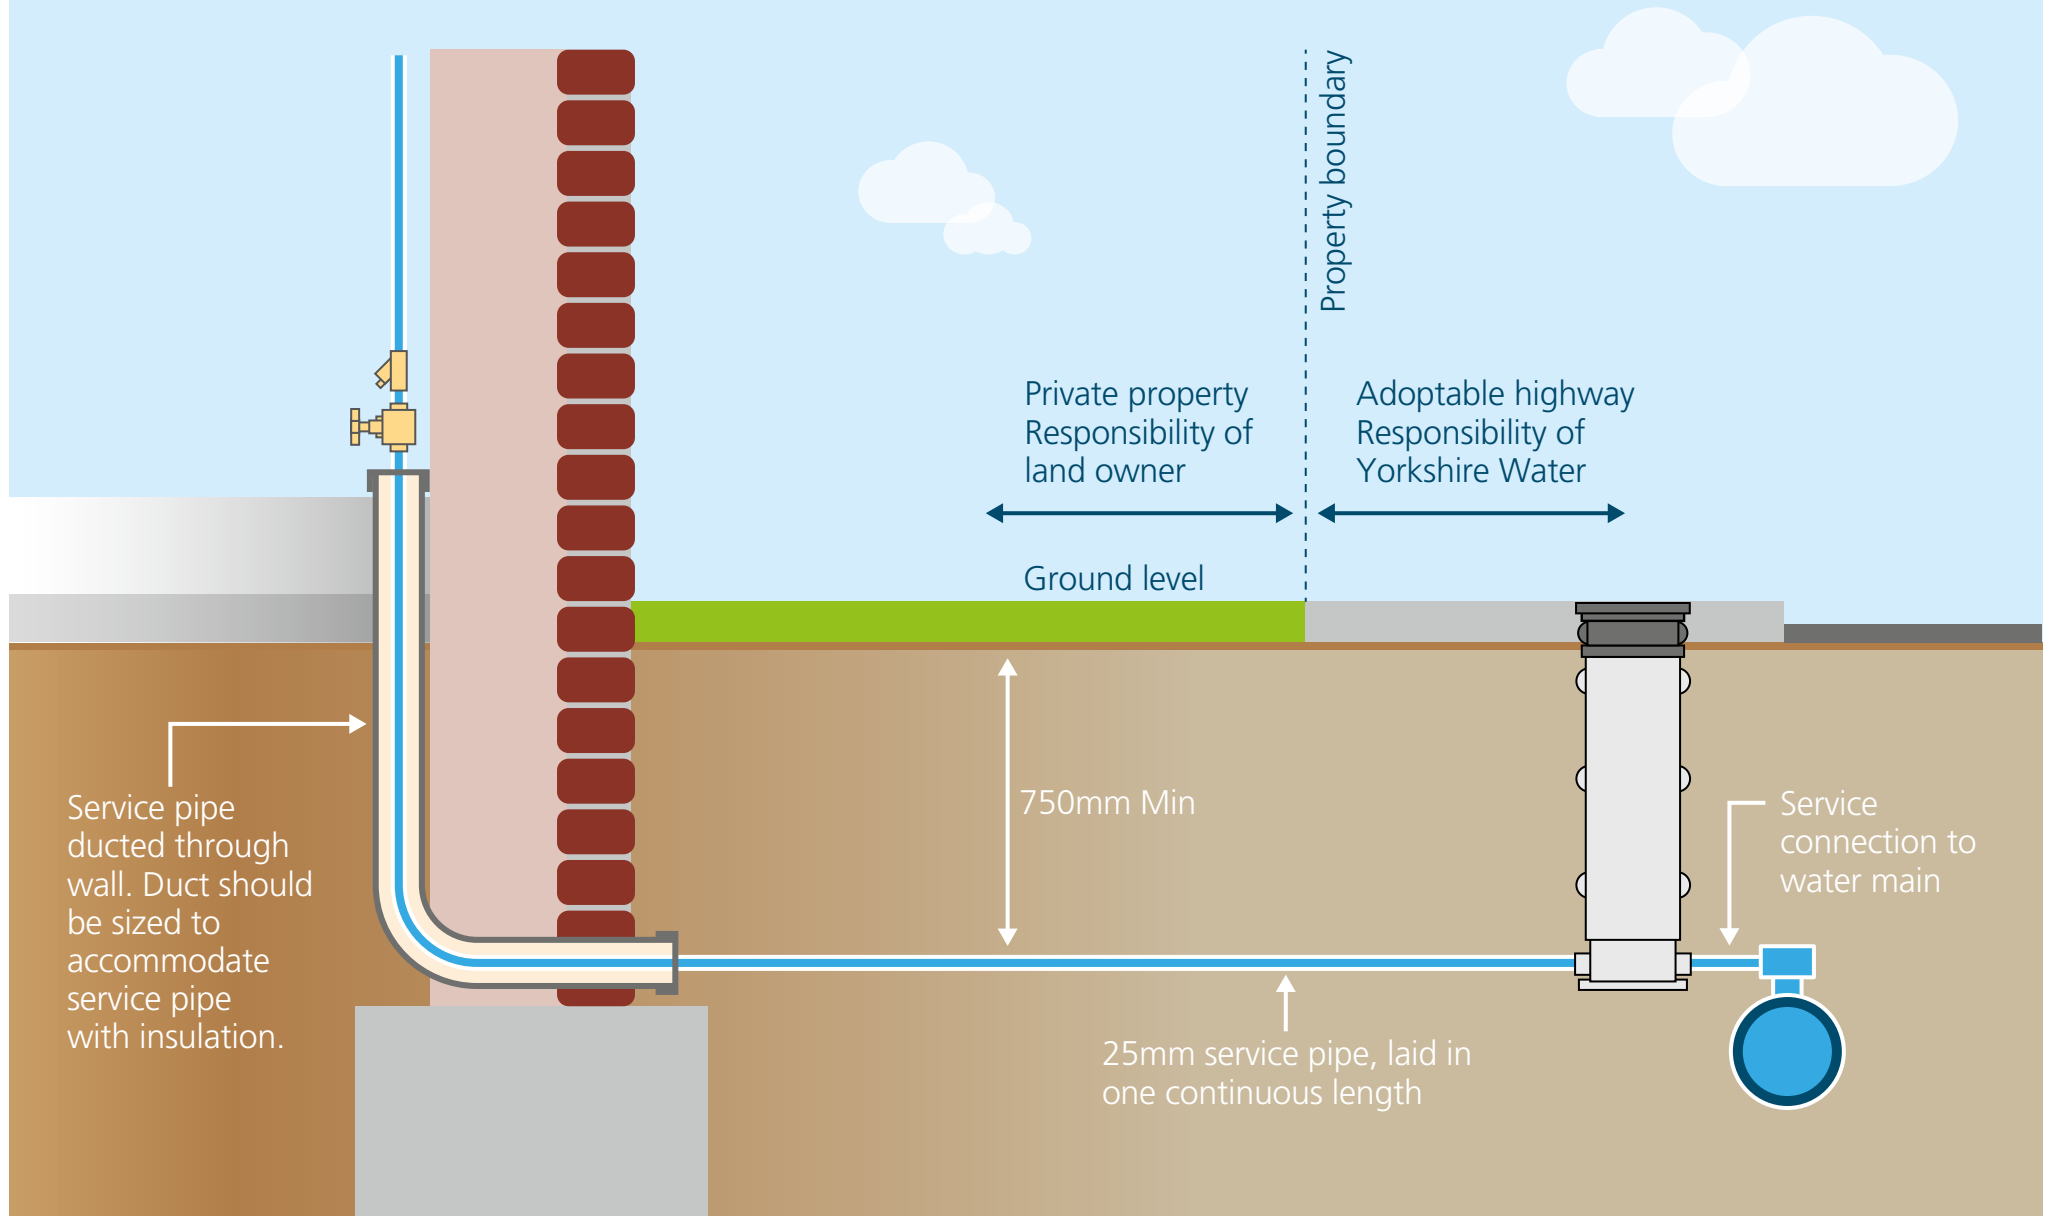 Property boundary
Private property
Responsibility of
land owner
Adoptable highway
Responsibility of
Yorkshire Water
Ground level
Service pipe
ducted through
wall. Duct should
be sized to
accommodate
service pipe
with insulation.
750mm Min
Service
connection to
water main
25mm service pipe, laid in
one continuous length